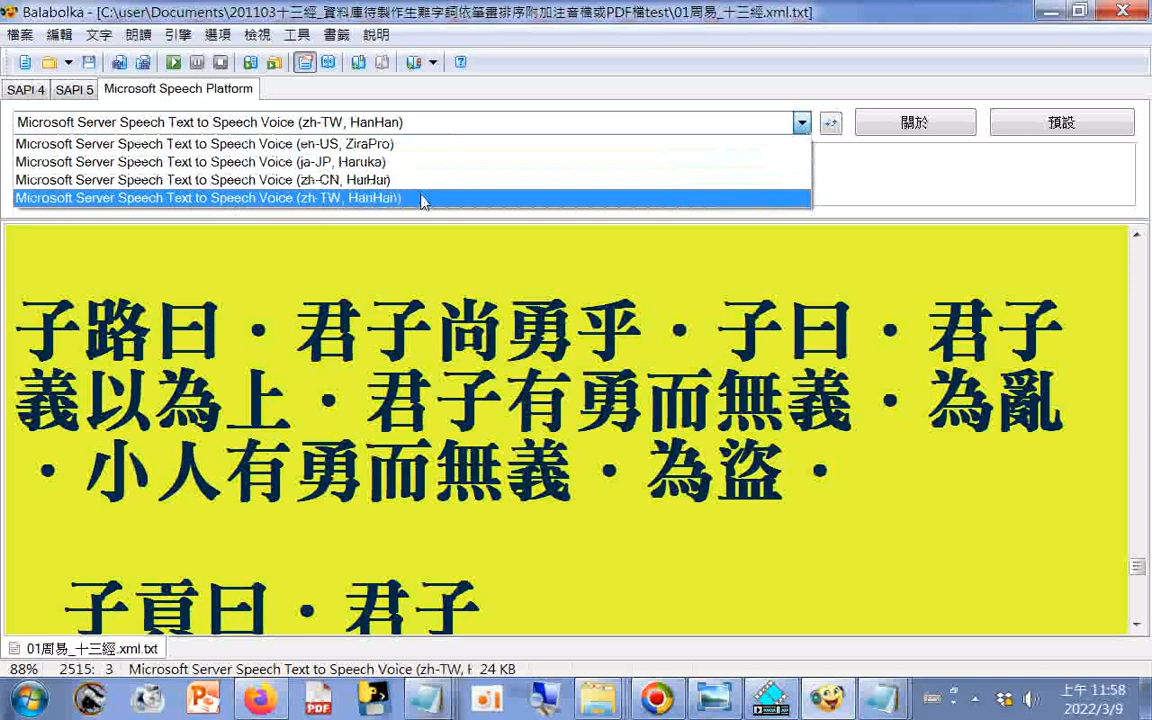 Balabolka - [C:\user\Documents\201103十三經_資料庫待製作生難字詞依筆畫排序附加注音檔或PDF檔test\01周易_十三經.xml.txt]
檔案 編輯 文字 朗讀 引擎 選項 檢視 工具 書籤 說明
SAPI 4 SAPI 5 Microsoft Speech Platform
Microsoft Server Speech Text to Speech Voice (zh-TW, HanHan) 關於 預設
Microsoft Server Speech Text to Speech Voice (en-US, ZiraPro)
Microsoft Server Speech Text to Speech Voice (ja-JP, Haruka)
Microsoft Server Speech Text to Speech Voice (zh-CN, HuiHui)
Microsoft Server Speech Text to Speech Voice (zh-TW, HanHan)
子路曰．君子尚勇乎．子曰．君子
義以為上．君子有勇而無義．為亂
．小人有勇而無義．為盜．
子貢曰．君子
01周易_十三經.xml.txt
88% 2515: 3 Microsoft Server Speech Text to Speech Voice (zh-TW, 24 KB
PDF
上午 11:58
2022/3/9